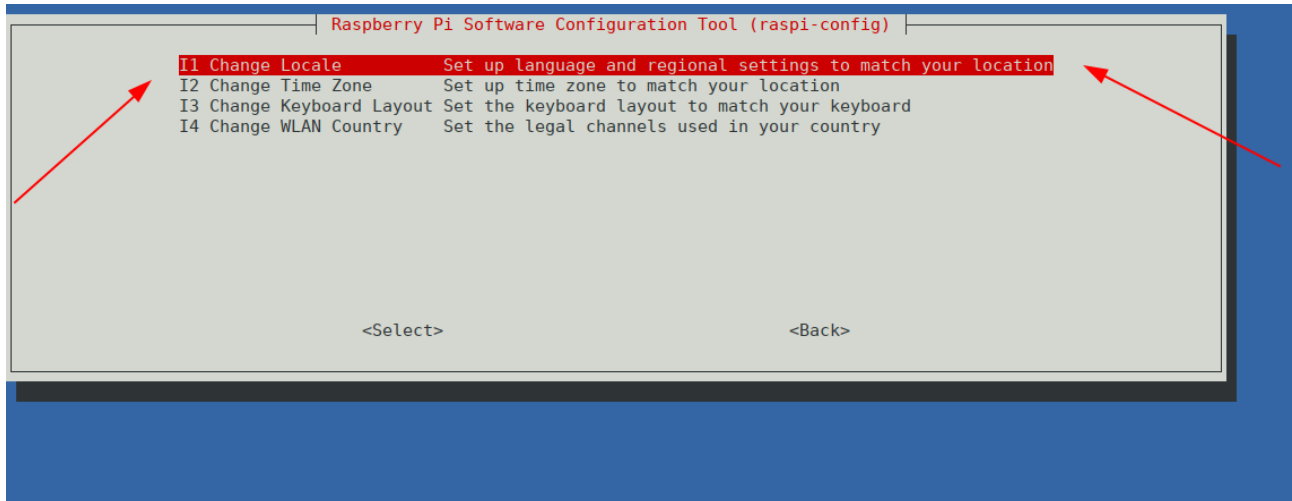 Raspberry Pi Software Configuration Tool (raspi-config)
I1 Change Locale Set up language and regional settings to match your location
I2 Change Time Zone Set up time zone to match your location
I3 Change Keyboard Layout Set the keyboard layout to match your keyboard
I4 Change WLAN Country Set the legal channels used in your country
<Select> <Back>